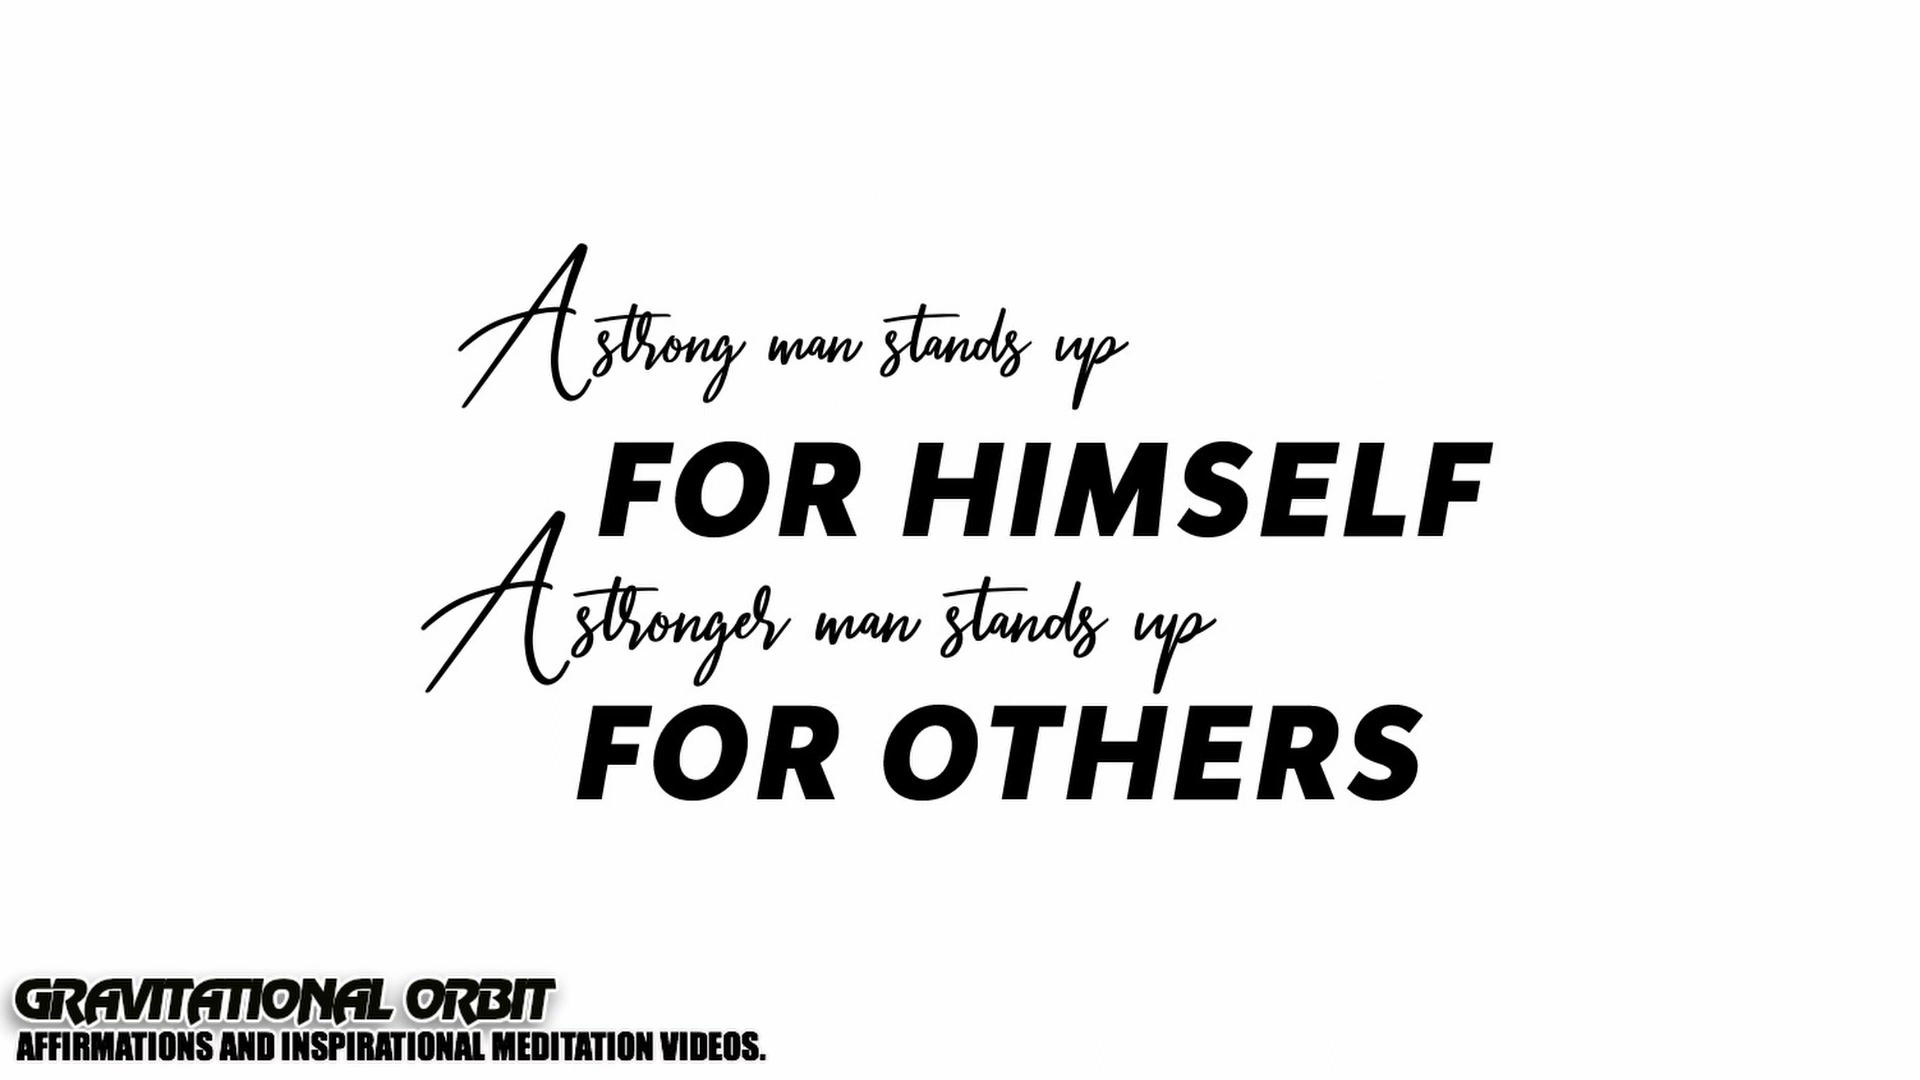 A strong man stands up
FOR HIMSELF
A stronger man stands up
FOR OTHERS
GRAVITATIONAL ORBIT
AFFIRMATIONS AND INSPIRATIONAL MEDITATION VIDEOS.